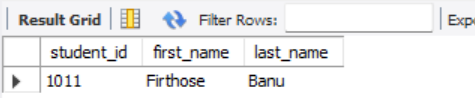 Result Grid Filter Rows: Expo
student_id first_name last_name
1011 Firthose Banu